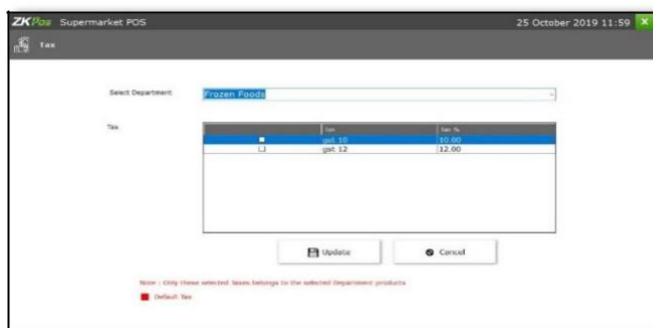 ZKPos Supermarket POS 25 October 2019 11:59
Tax
Select Department Frozen Foods
Tax
Tax Tax %
gst 10 10.00
gst 12 12.00
Update Cancel
Note : Only these selected Taxes belongs to the selected Department products
Default Tax